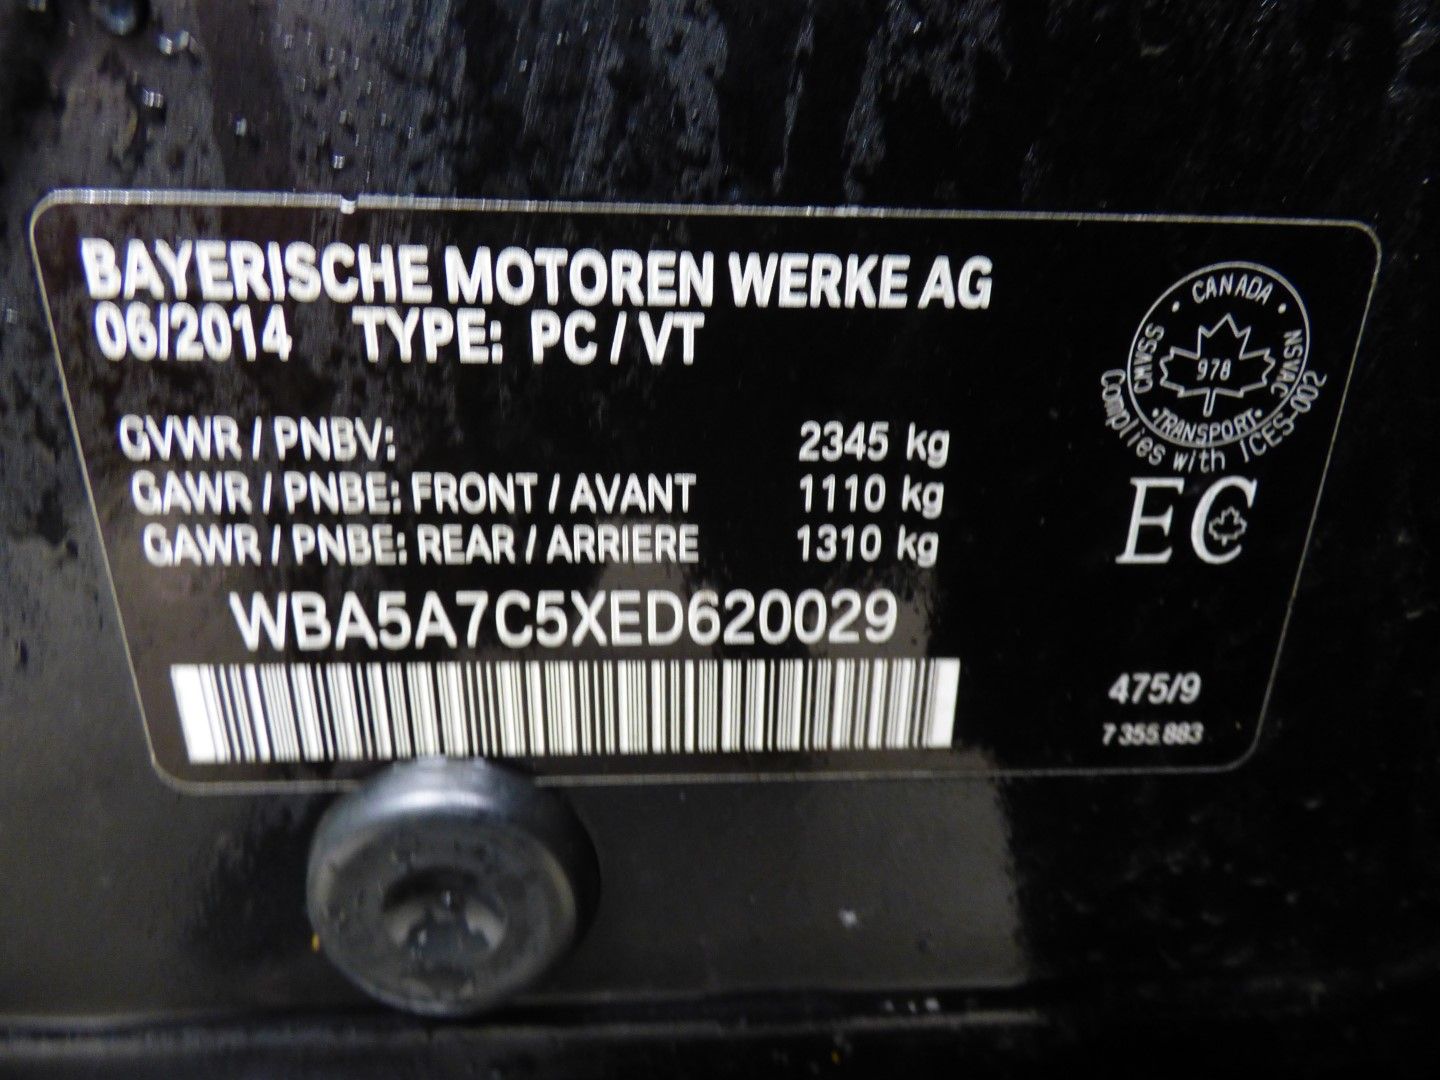 BAYERISCHE MOTOREN WERKE AG
06/2014 TYPE: PC / VT
GVWR / PNBV: 2345 kg
GAWR / PNBE: FRONT / AVANT 1110 kg
GAWR / PNBE: REAR / ARRIERE 1310 kg
WBA5A7C5XED620029
· CANADA ·
CMVSS NSVAC
978
·TRANSPORT·
Complies with ICES-002
EC
475/9
7 355.883